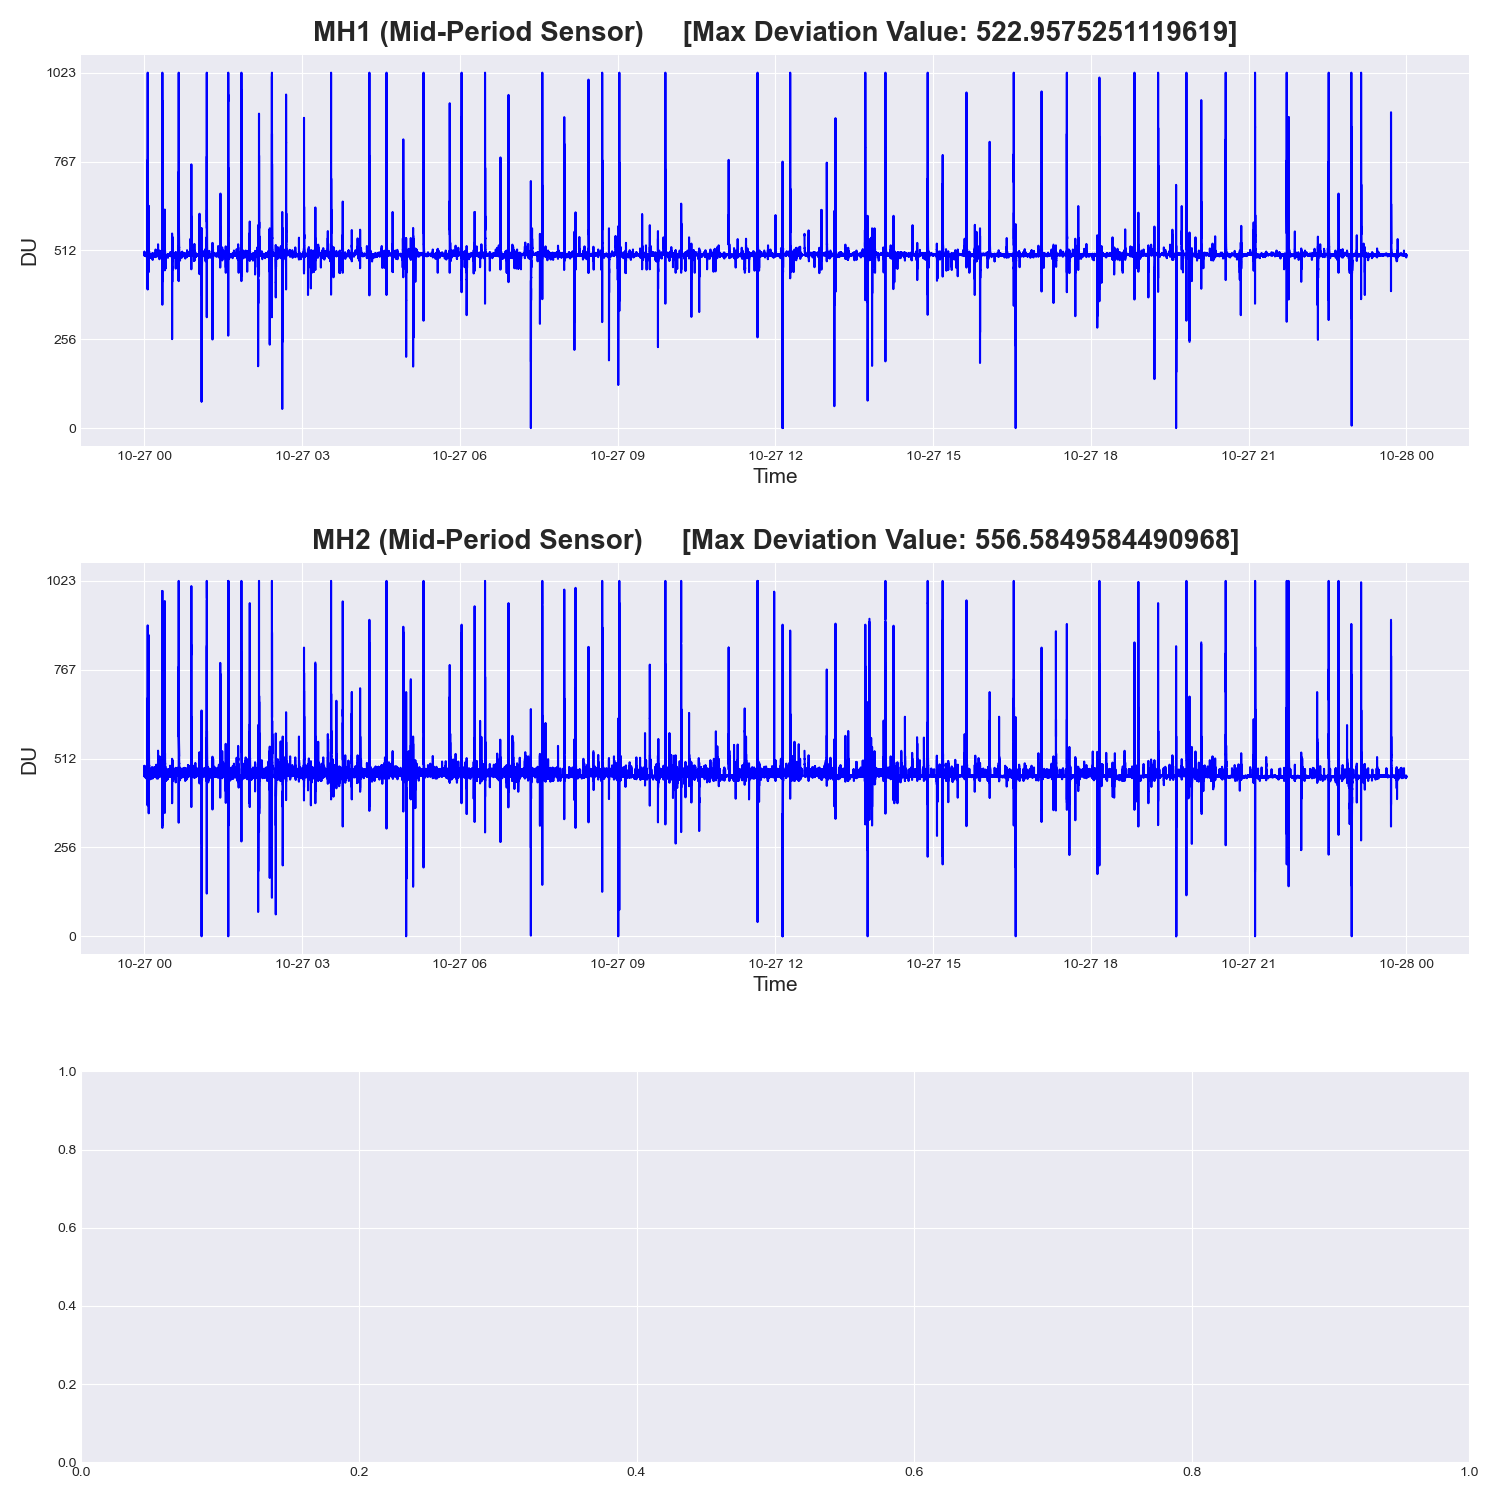 MH1 (Mid-Period Sensor) [Max Deviation Value: 522.9575251119619]
1023
767
512
256
0
DU
10-27 00 10-27 03 10-27 06 10-27 09 10-27 12 10-27 15 10-27 18 10-27 21 10-28 00
Time
MH2 (Mid-Period Sensor) [Max Deviation Value: 556.5849584490968]
1023
767
512
256
0
DU
10-27 00 10-27 03 10-27 06 10-27 09 10-27 12 10-27 15 10-27 18 10-27 21 10-28 00
Time
1.0
0.8
0.6
0.4
0.2
0.0
0.0 0.2 0.4 0.6 0.8 1.0